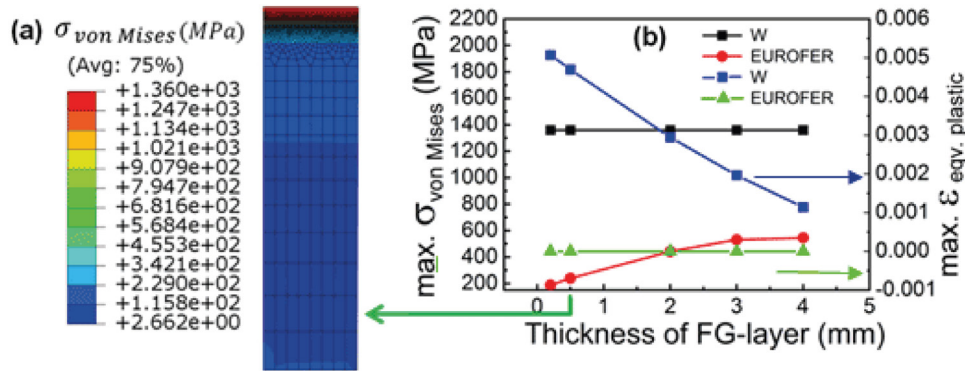 (a) σ von Mises (MPa)
(Avg: 75%)
+1.360e+03
+1.247e+03
+1.134e+03
+9.079e+02
+7.947e+02
+6.816e+02
+5.684e+02
+4.553e+02
+3.421e+02
+2.290e+02
+1.158e+02
+2.662e+00
(b)
W
EUROFER
W
EUROFER
max. σ von Mises (MPa)
2200
2000
1800
1600
1400
1200
1000
800
600
400
200
0 1 2 3 4 5
Thickness of FG-layer (mm)
0.006
0.005
0.004
0.003
0.002
0.001
0.000
-0.001
max. ε eqv. plastic